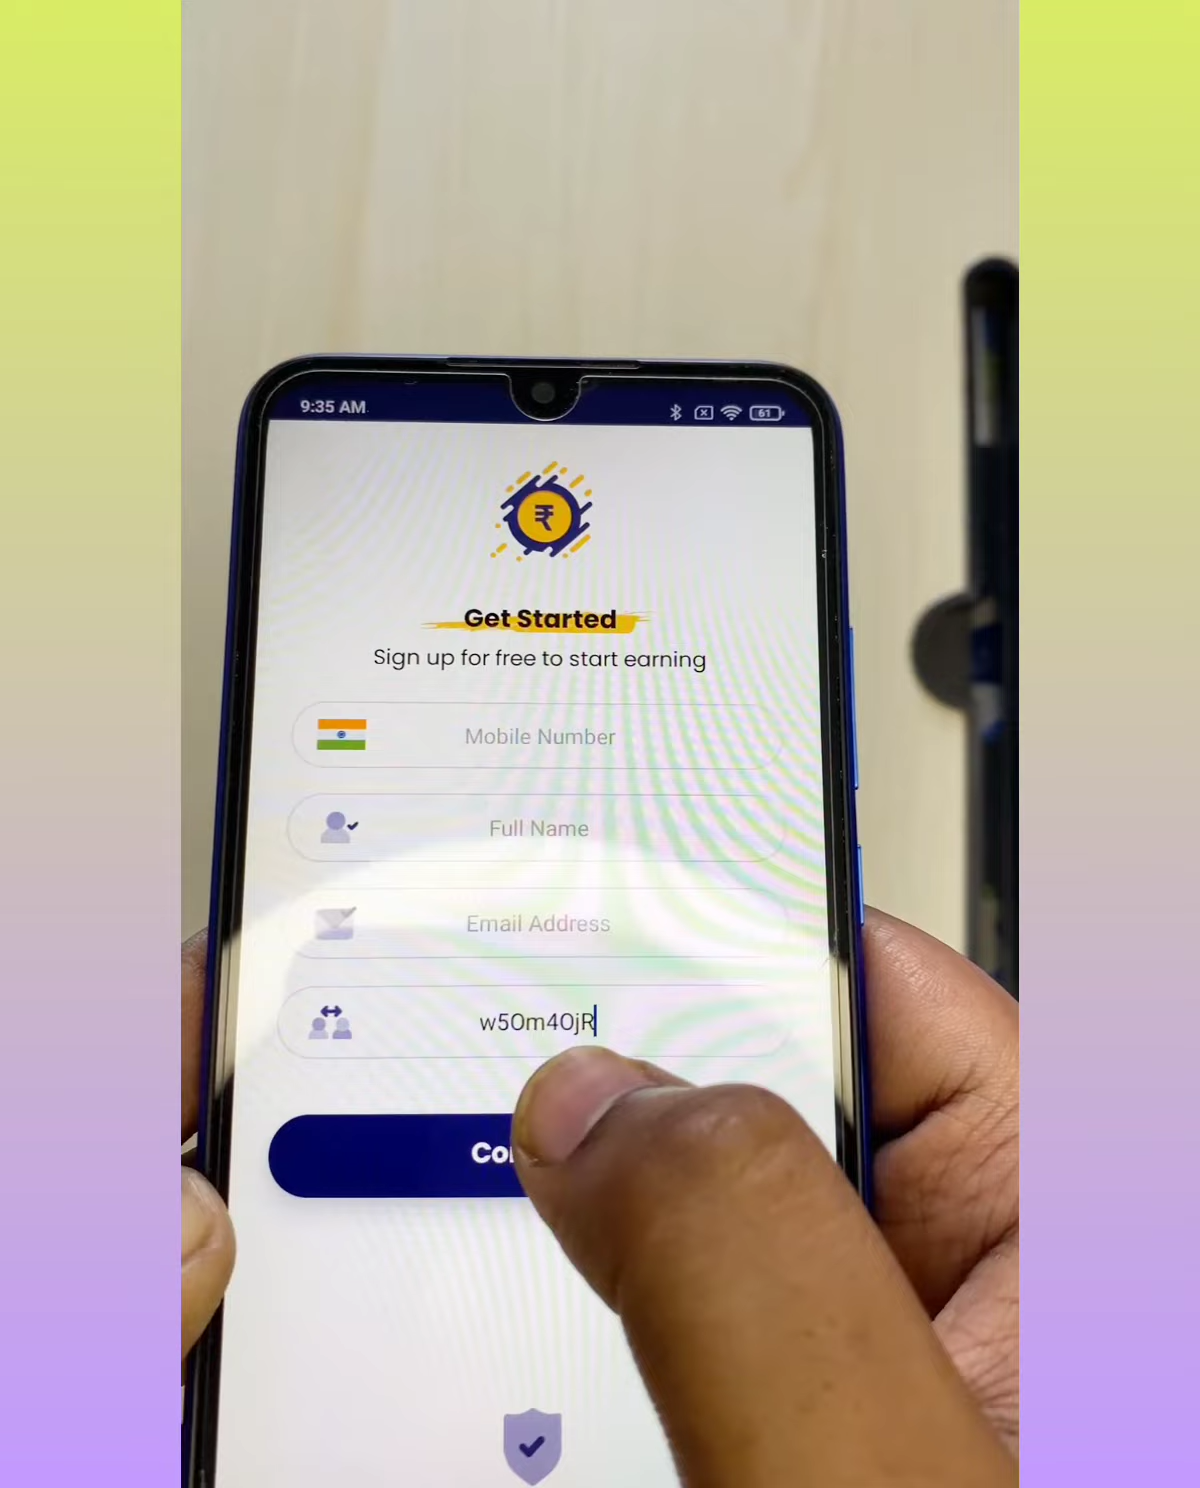 9:35 AM
61
₹
Get Started
Sign up for free to start earning
Mobile Number
Full Name
Email Address
w50m40jR